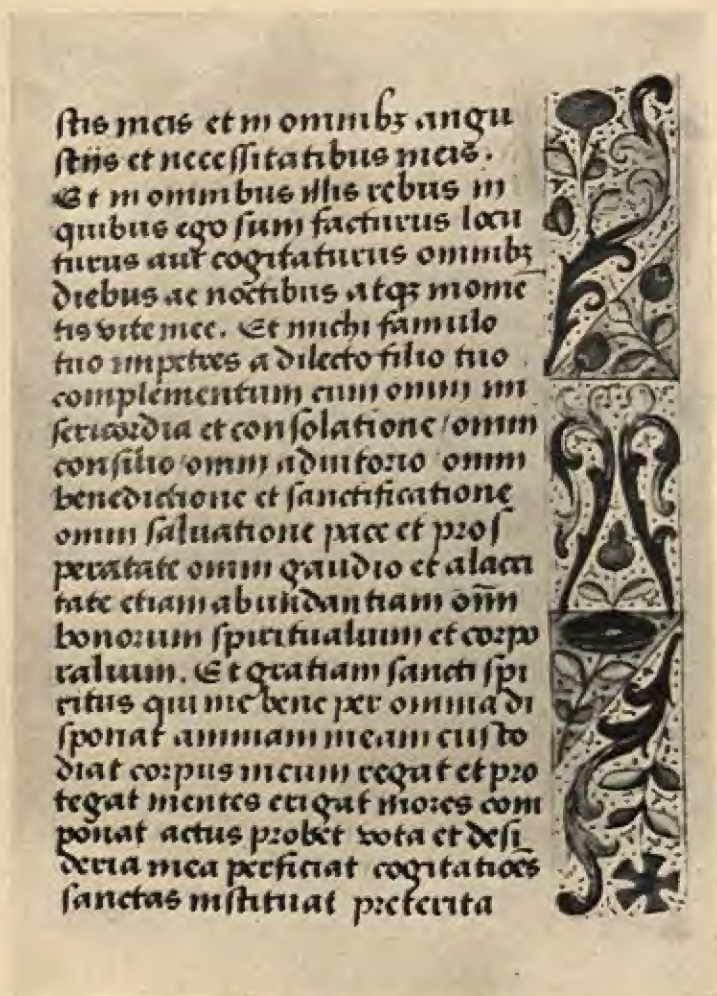 stis meis et in omnibꝫ angu
stiis et necessitatibus meis.
Et in omnibus illis rebus in
quibus ego sum facturus locu
turus aut cogitaturus omnibꝫ
diebus ac noctibus atqꝫ momē
tis vite mee. Et michi famulo
tuo impetres a dilecto filio tuo
complementum cum omni mi
sericordia et consolatione/omni
consilio/omni adiutorio omni
benedictione et sanctificatione
omni saluatione pace et pros
peratate omni gaudio et alacri
tate etiam abundantiam oīm
bonorum spiritualium et corpo
ralium. Et gratiam sancti spi
ritus qui me bene per omnia di
sponat animam meam custo
diat corpus meum regat et pro
tegat mentes erigat mores com
ponat actus probet vota et desi
deria mea perficiat cogitatiōes
sanctas instituat preterita